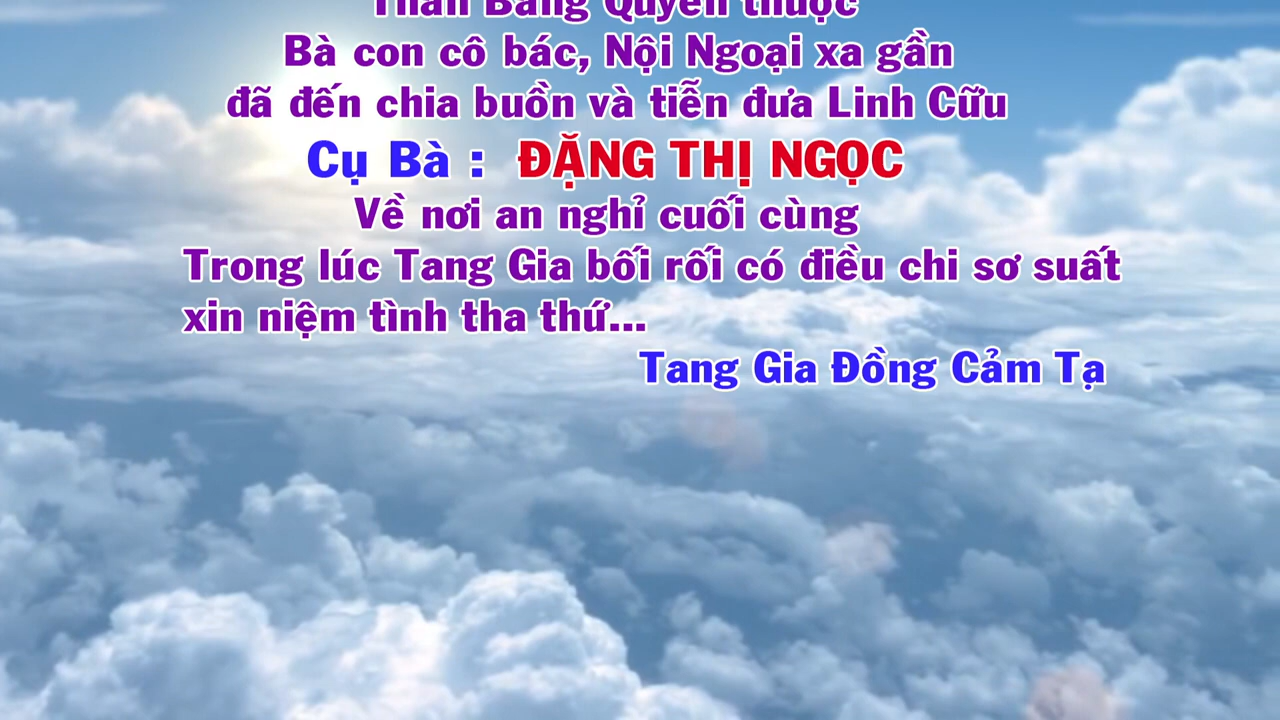 Thân Bằng Quyến thuộc
Bà con cô bác, Nội Ngoại xa gần
đã đến chia buồn và tiễn đưa Linh Cữu
Cụ Bà : ĐẶNG THỊ NGỌC
Về nơi an nghỉ cuối cùng
Trong lúc Tang Gia bối rối có điều chi sơ suất
xin niệm tình tha thứ...
Tang Gia Đồng Cảm Tạ